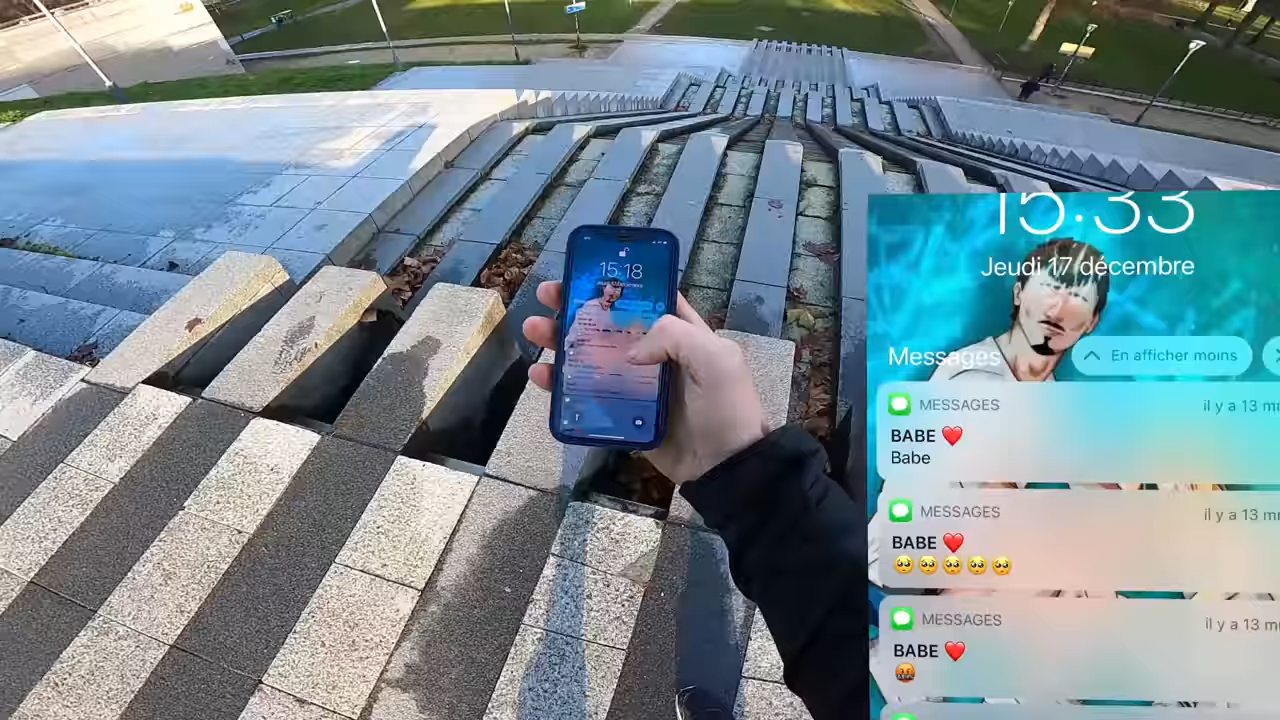 15:18
15:33
Jeudi 17 décembre
Messages
En afficher moins
MESSAGES
il y a 13 m
BABE ❤️
Babe
MESSAGES
il y a 13 m
BABE ❤️
🥺🥺🥺🥺🥺
MESSAGES
il y a 13 m
BABE ❤️
🤬